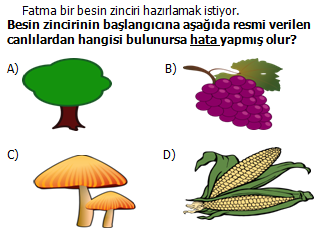 Fatma bir besin zinciri hazırlamak istiyor.
Besin zincirinin başlangıcına aşağıda resmi verilen
canlılardan hangisi bulunursa hata yapmış olur?
A)
B)
C)
D)